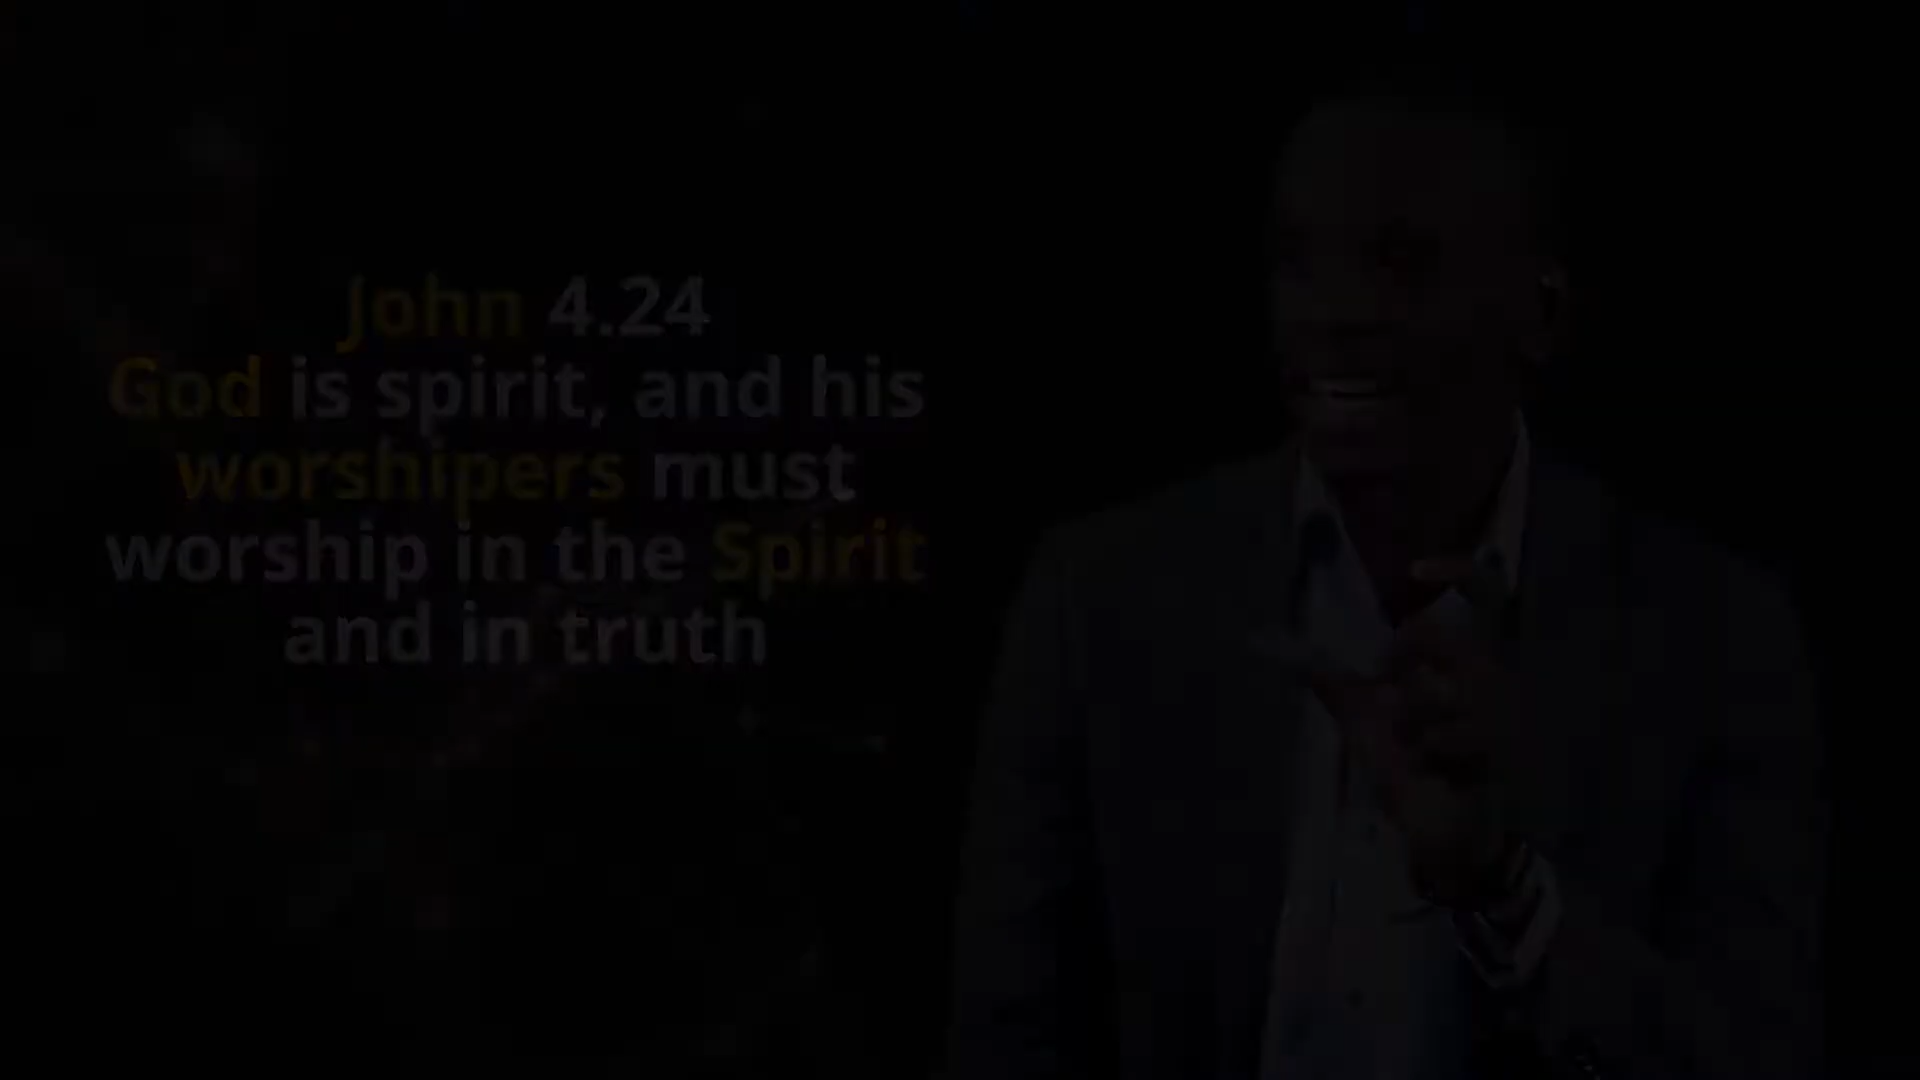 John 4.24
God is spirit, and his
worshipers must
worship in the Spirit
and in truth